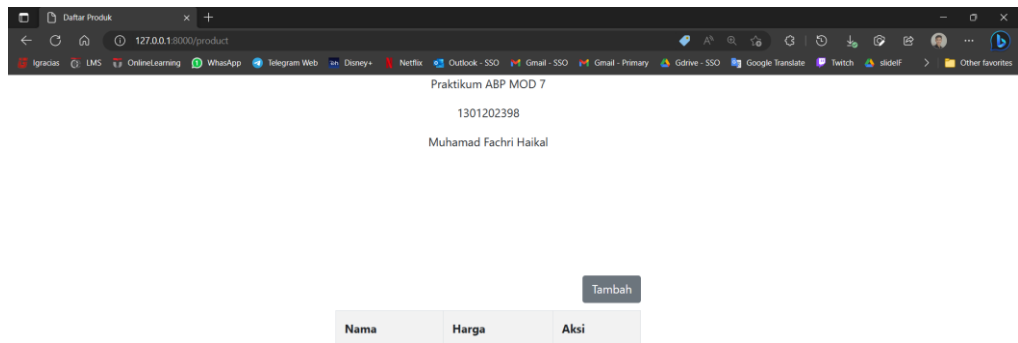 Daftar Produk
127.0.0.1:8000/product
Igracias LMS OnlineLearning WhasApp Telegram Web Disney+ Netflix Outlook - SSO Gmail - SSO Gmail - Primary Gdrive - SSO Google Translate Twitch slidelF Other favorites
Praktikum ABP MOD 7
1301202398
Muhamad Fachri Haikal
Tambah
Nama Harga Aksi